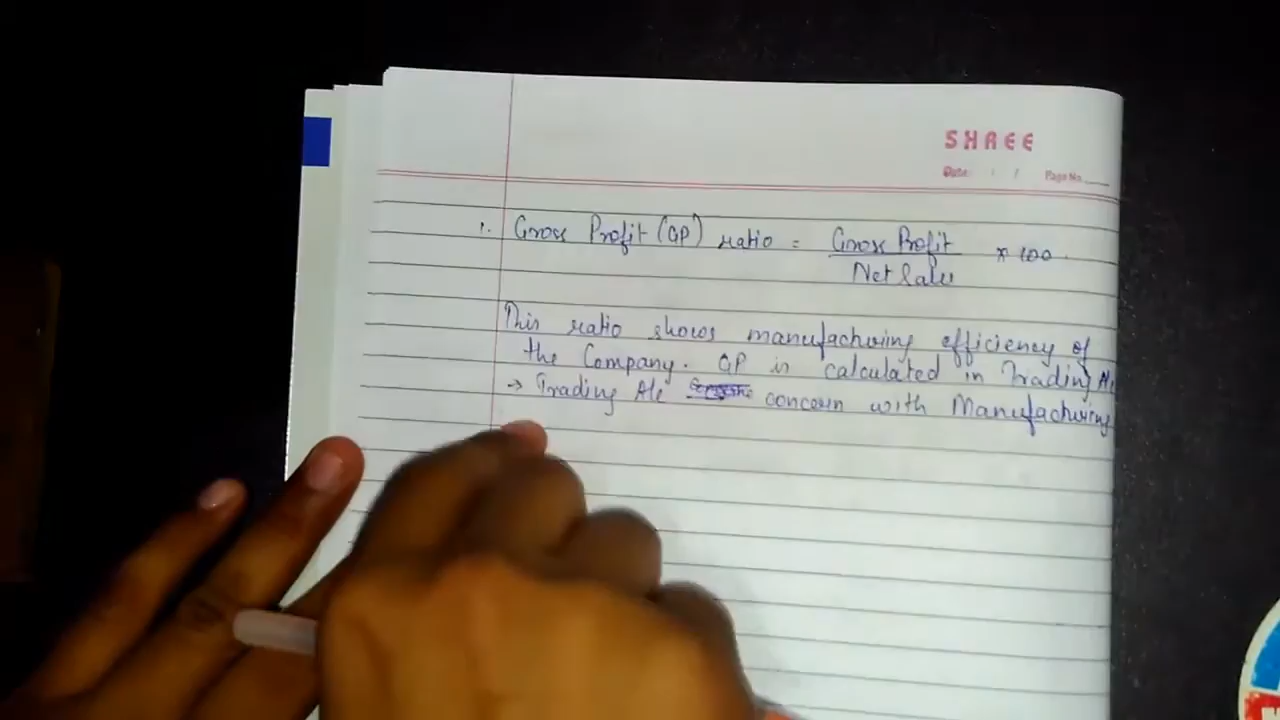 SHREE
Date: / / Page No.
1. Gross Profit (GP) ratio = Gross Profit × 100
Net Sales
This ratio shows manufacturing efficiency of
the Company. GP is calculated in Trading A/c
→ Trading A/c concern with Manufacturing